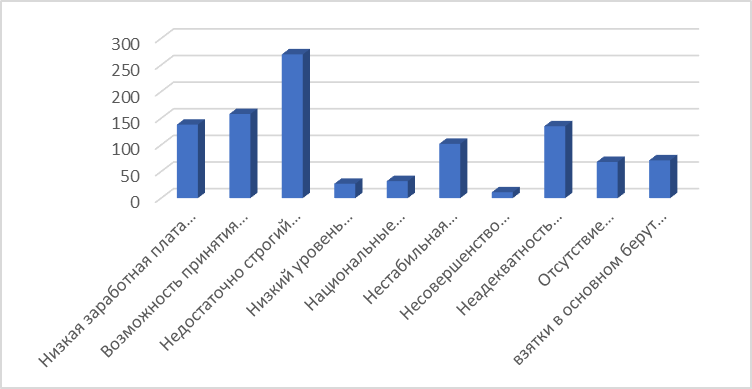 300
250
200
150
100
50
0
Низкая заработная плата...
Возможность принятия...
Недостаточно строгий...
Низкий уровень...
Национальные...
Нестабильная...
Несовершенство...
Неадекватность...
Отсутствие...
взятки в основном берут...